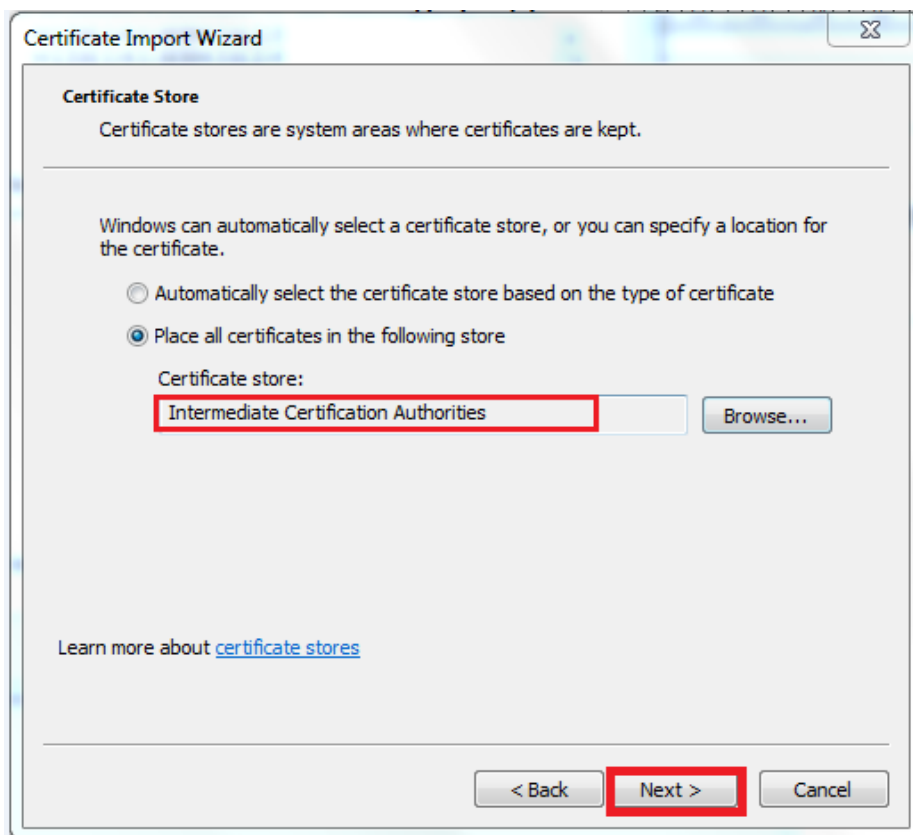 Certificate Import Wizard
Certificate Store
Certificate stores are system areas where certificates are kept.
Windows can automatically select a certificate store, or you can specify a location for
the certificate.
Automatically select the certificate store based on the type of certificate
Place all certificates in the following store
Certificate store:
Intermediate Certification Authorities
Browse...
Learn more about certificate stores
< Back
Next >
Cancel